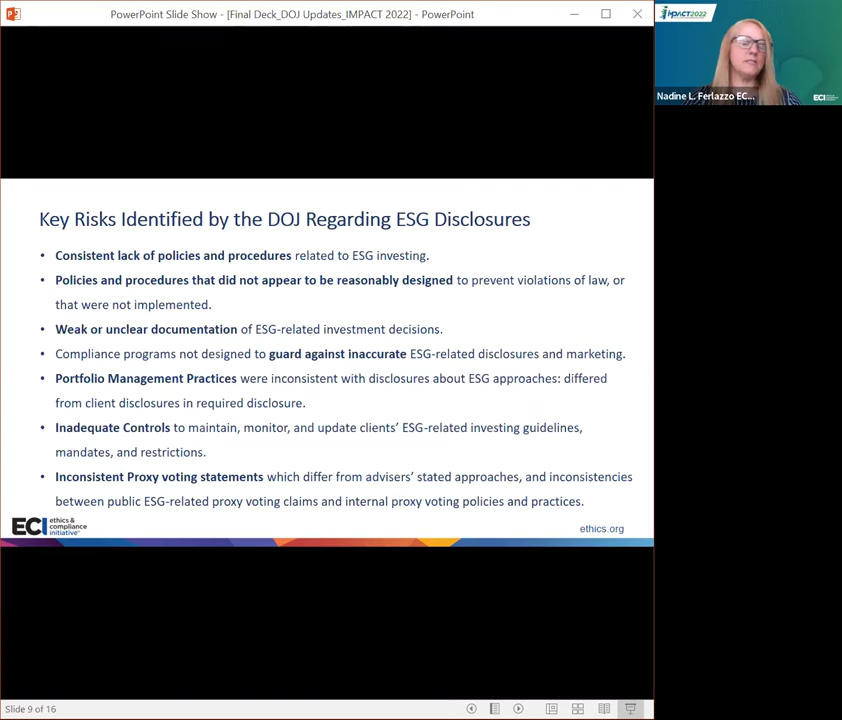 PowerPoint Slide Show - [Final Deck_DOJ Updates_IMPACT 2022] - PowerPoint
IMPACT2022
Nadine L. Ferlazzo EC...
ECI
Key Risks Identified by the DOJ Regarding ESG Disclosures
• Consistent lack of policies and procedures related to ESG investing.
• Policies and procedures that did not appear to be reasonably designed to prevent violations of law, or
that were not implemented.
• Weak or unclear documentation of ESG-related investment decisions.
• Compliance programs not designed to guard against inaccurate ESG-related disclosures and marketing.
• Portfolio Management Practices were inconsistent with disclosures about ESG approaches: differed
from client disclosures in required disclosure.
• Inadequate Controls to maintain, monitor, and update clients’ ESG-related investing guidelines,
mandates, and restrictions.
• Inconsistent Proxy voting statements which differ from advisers’ stated approaches, and inconsistencies
between public ESG-related proxy voting claims and internal proxy voting policies and practices.
ECI ethics &
compliance
initiative
ethics.org
Slide 9 of 16